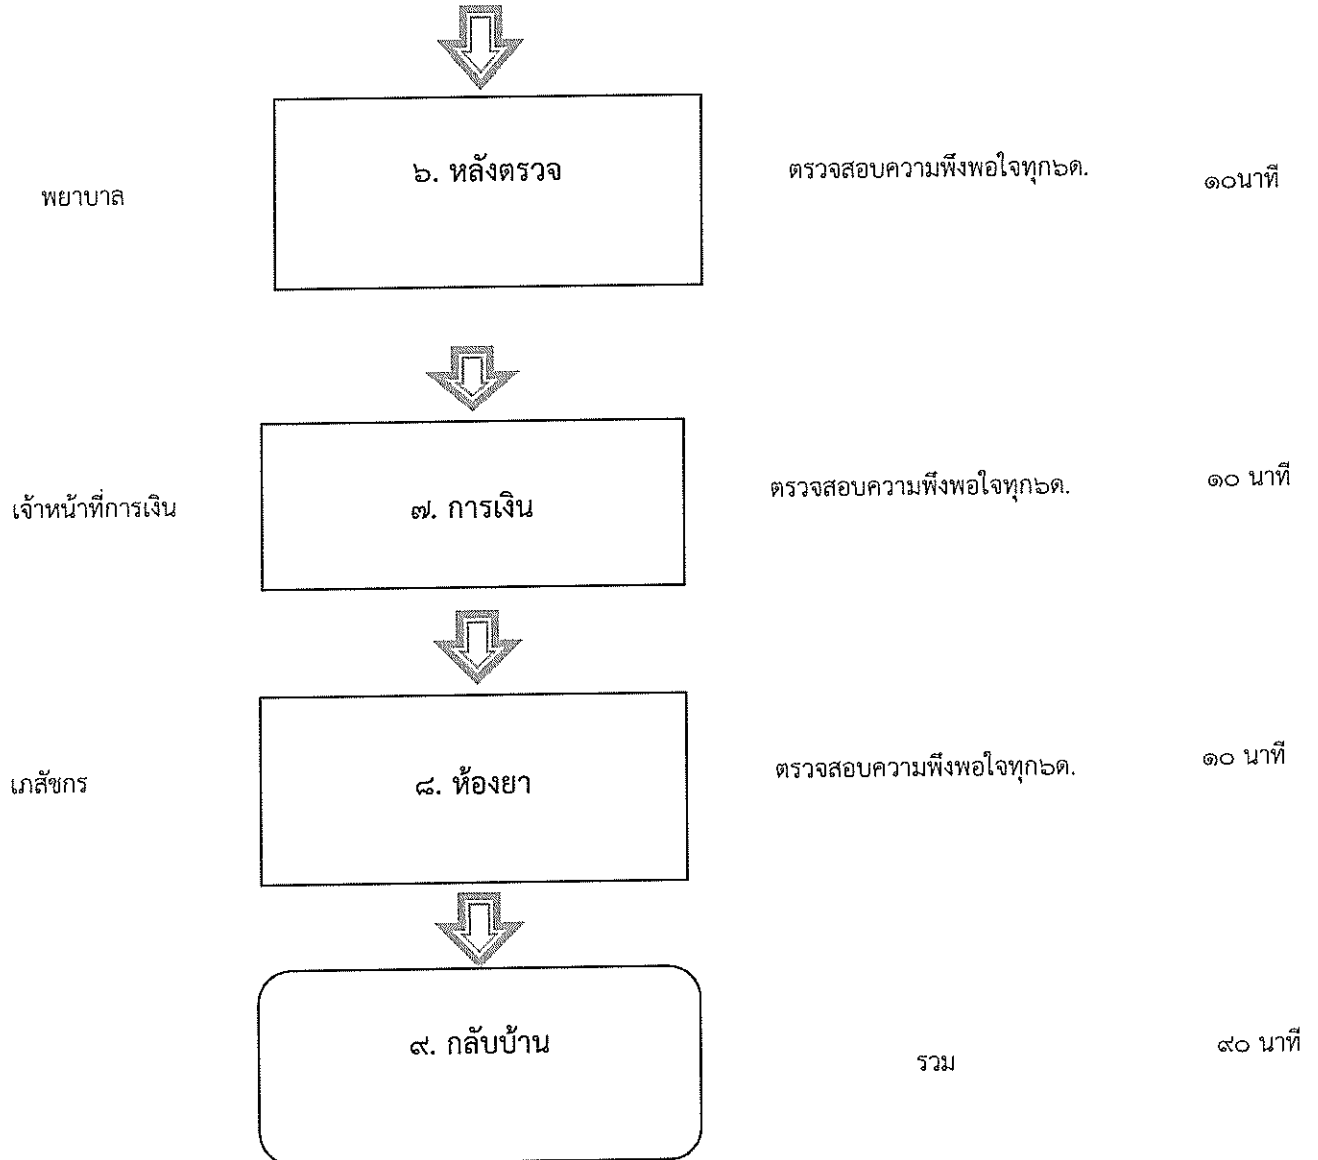 พยาบาล
๖. หลังตรวจ
ตรวจสอบความพึงพอใจทุก๖ด.
๑๐นาที
เจ้าหน้าที่การเงิน
๗. การเงิน
ตรวจสอบความพึงพอใจทุก๖ด.
๑๐ นาที
เภสัชกร
๘. ห้องยา
ตรวจสอบความพึงพอใจทุก๖ด.
๑๐ นาที
๙. กลับบ้าน
รวม
๙๐ นาที